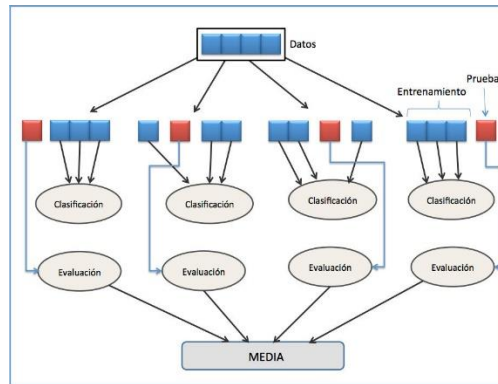 Datos
Entrenamiento
Prueba
Clasificación
Clasificación
Clasificación
Clasificación
Evaluación
Evaluación
Evaluación
Evaluación
MEDIA